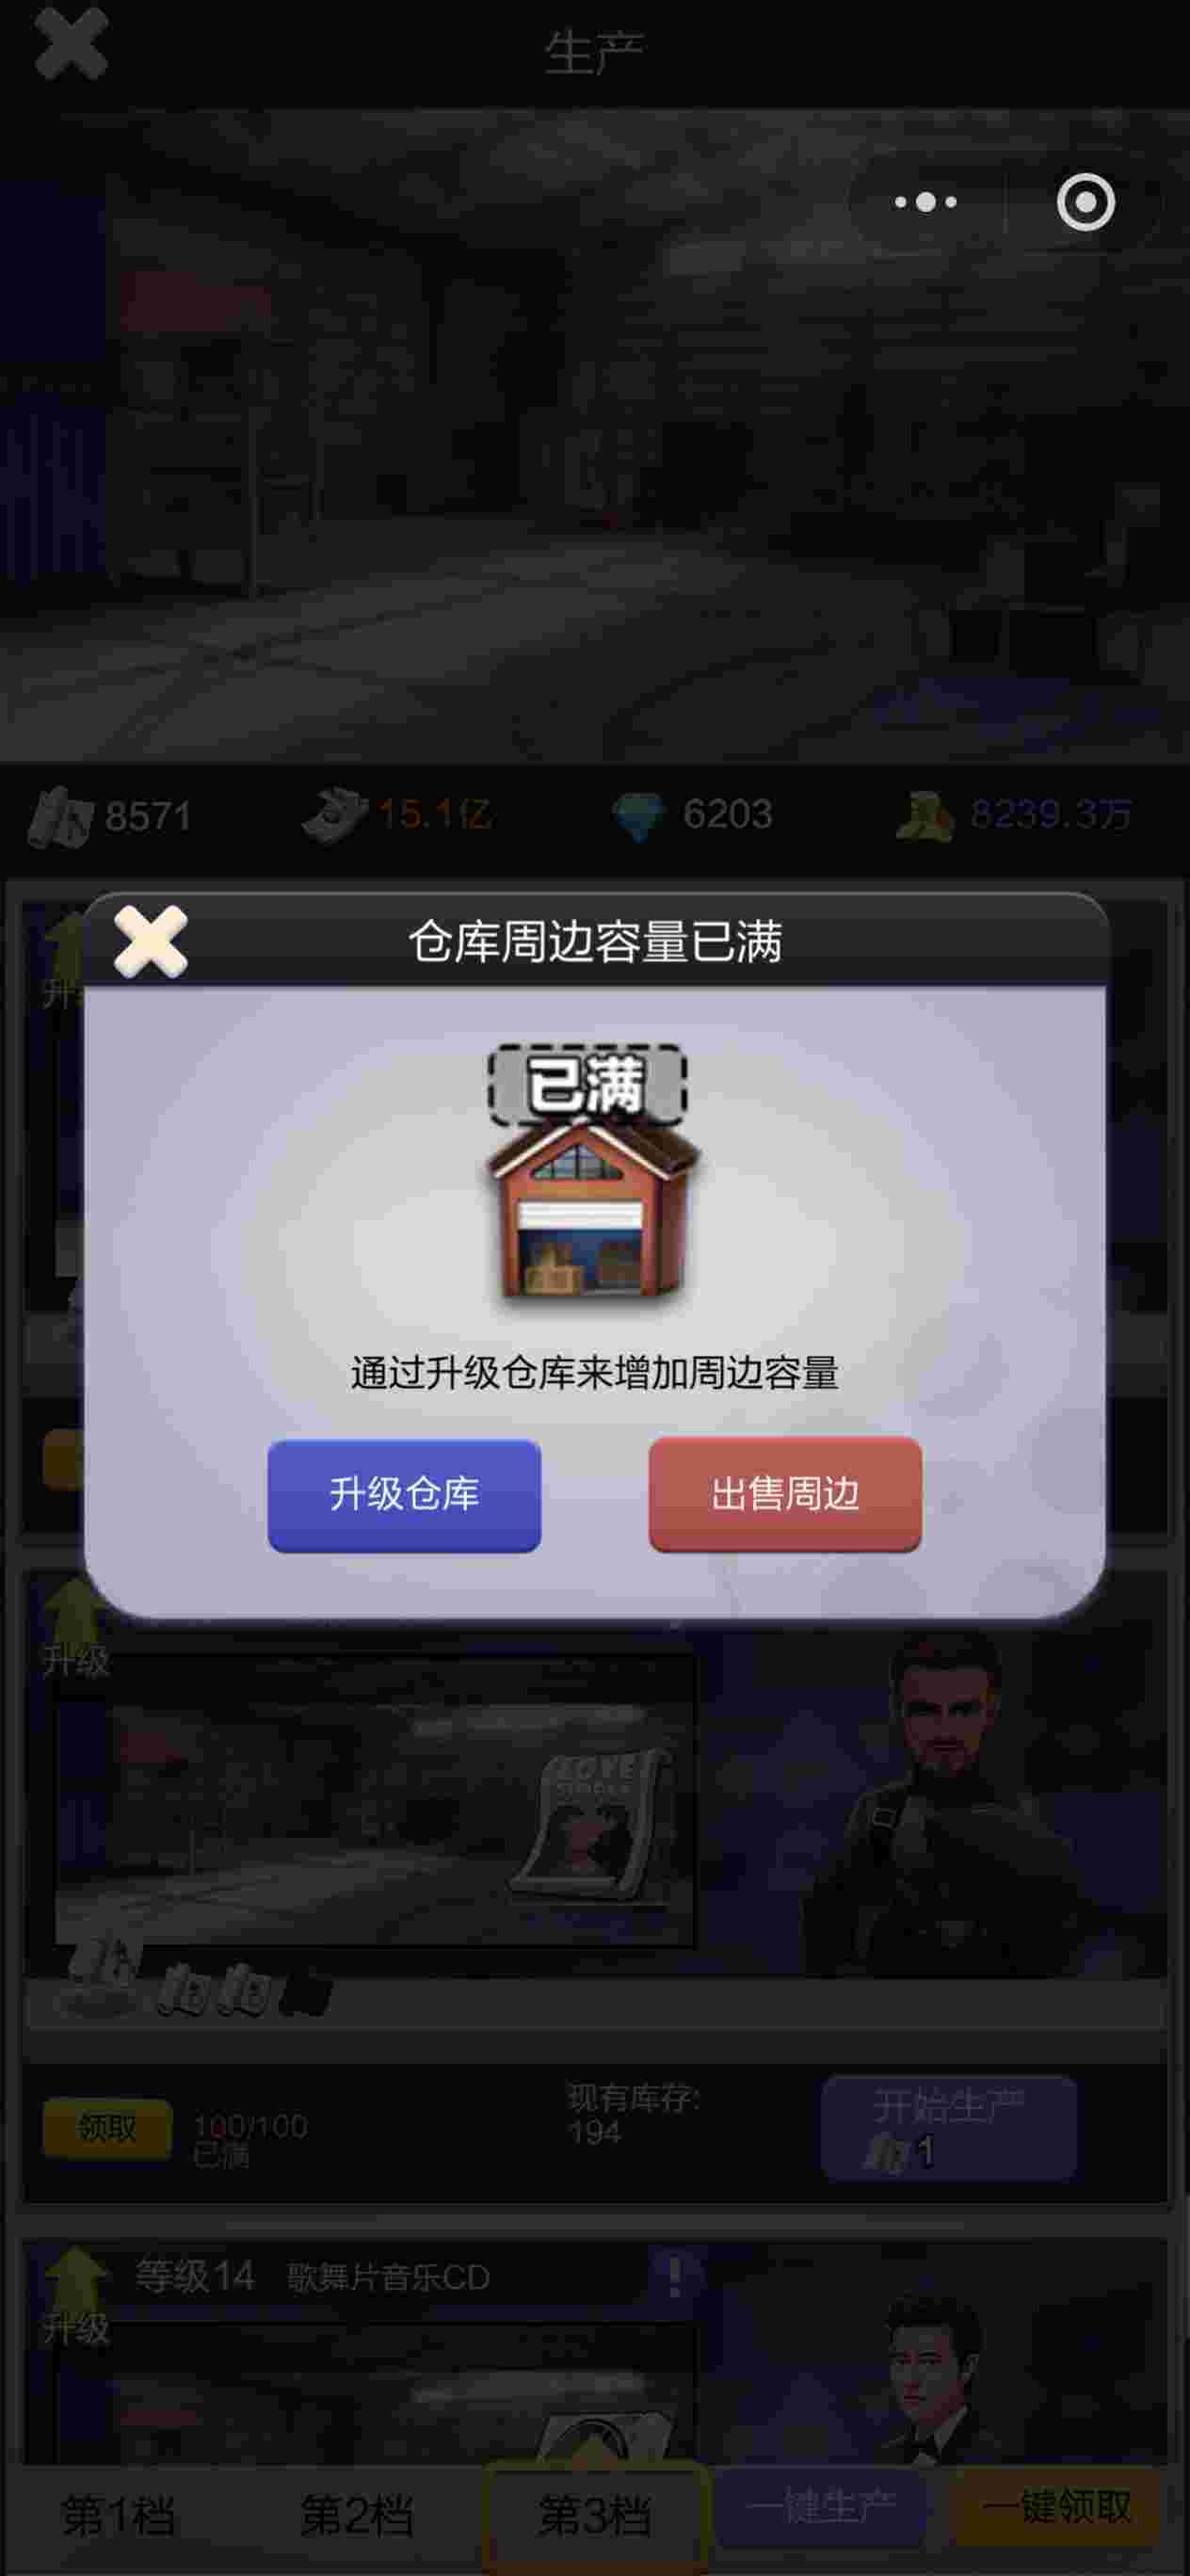 生产
8571
15.1亿
6203
8239.3万
仓库周边容量已满
已满
通过升级仓库来增加周边容量
升级仓库
出售周边
升级
领取
100/100
已满
现有库存:
194
开始生产
1
等级14 歌舞片音乐CD
升级
第1档
第2档
第3档
一键生产
一键领取